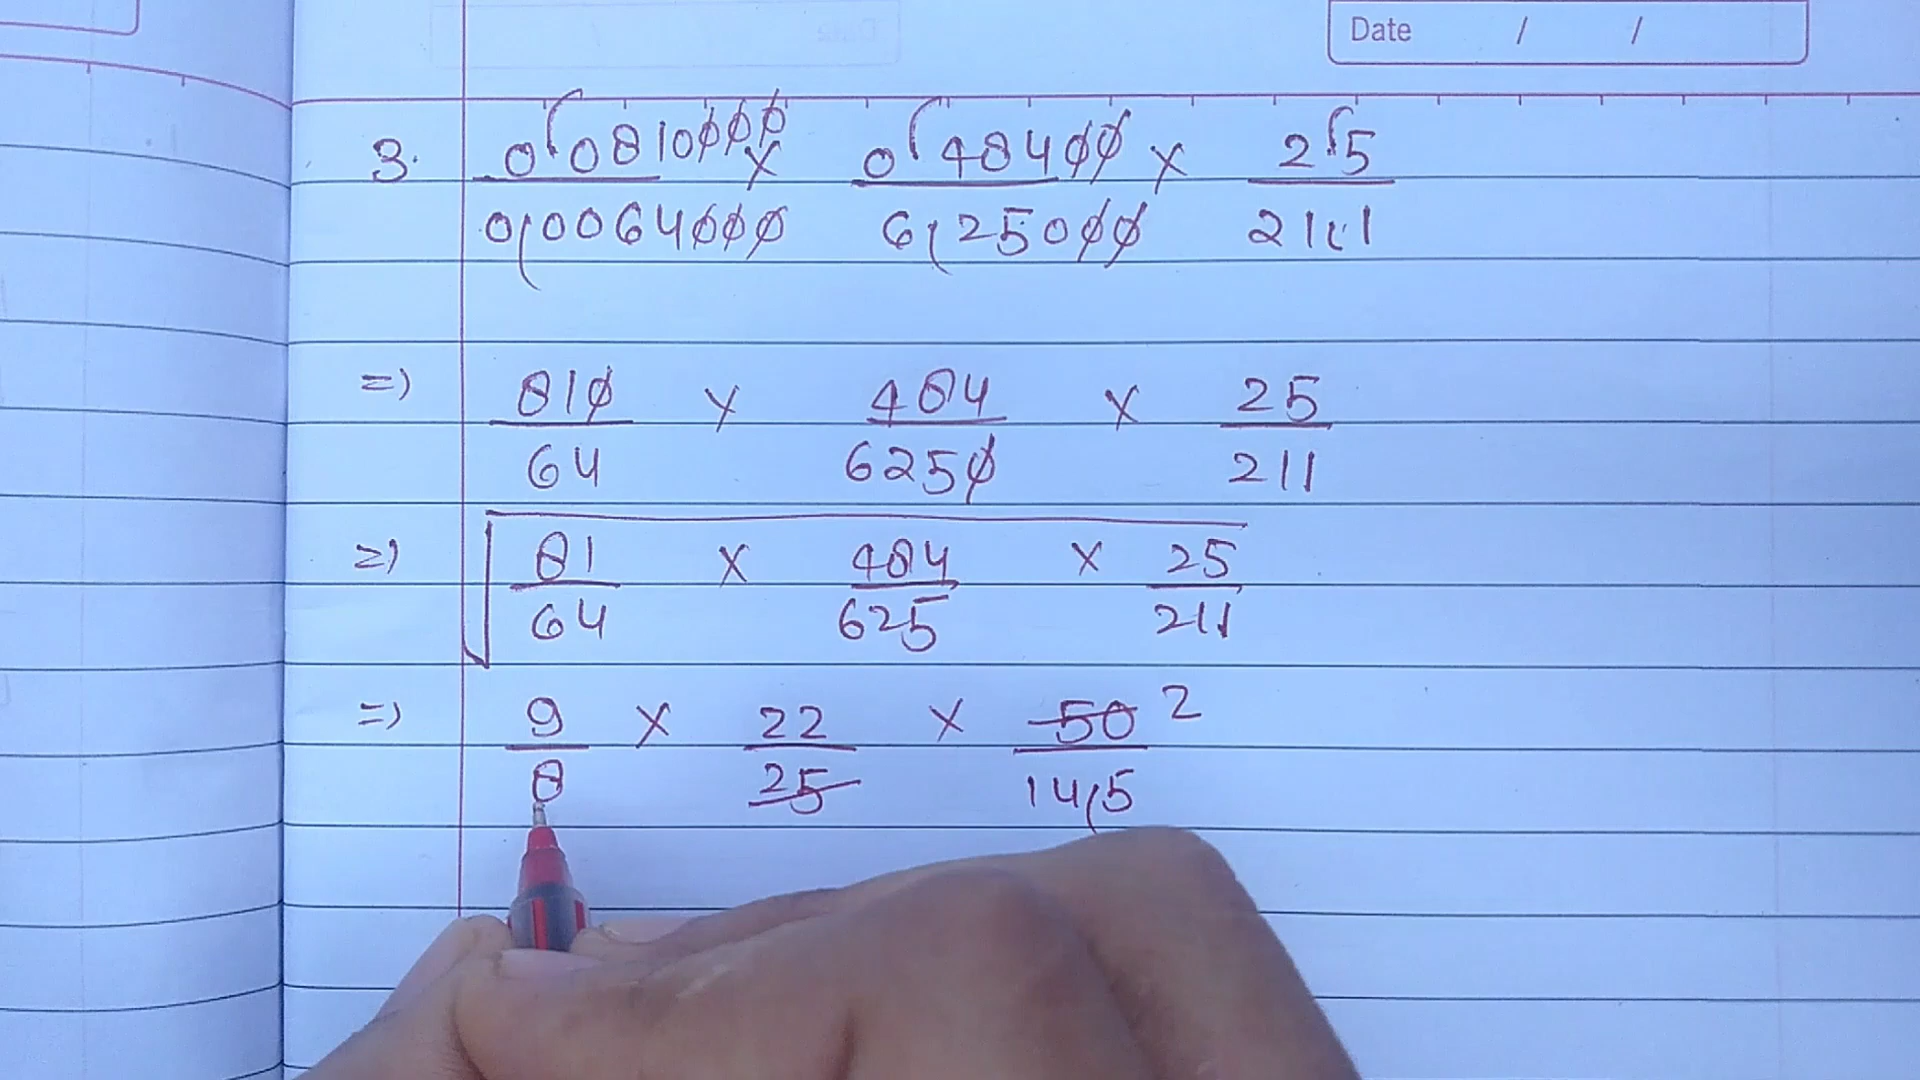 Date / /
3. 0.0810000/0.0064000 × 0.48400/6.25000 × 2.5/21.1
=> 810/64 × 484/6250 × 25/211
=> √ 81/64 × 484/625 × 25/211
=> 9/8 × 22/25 × 50 2/14.5